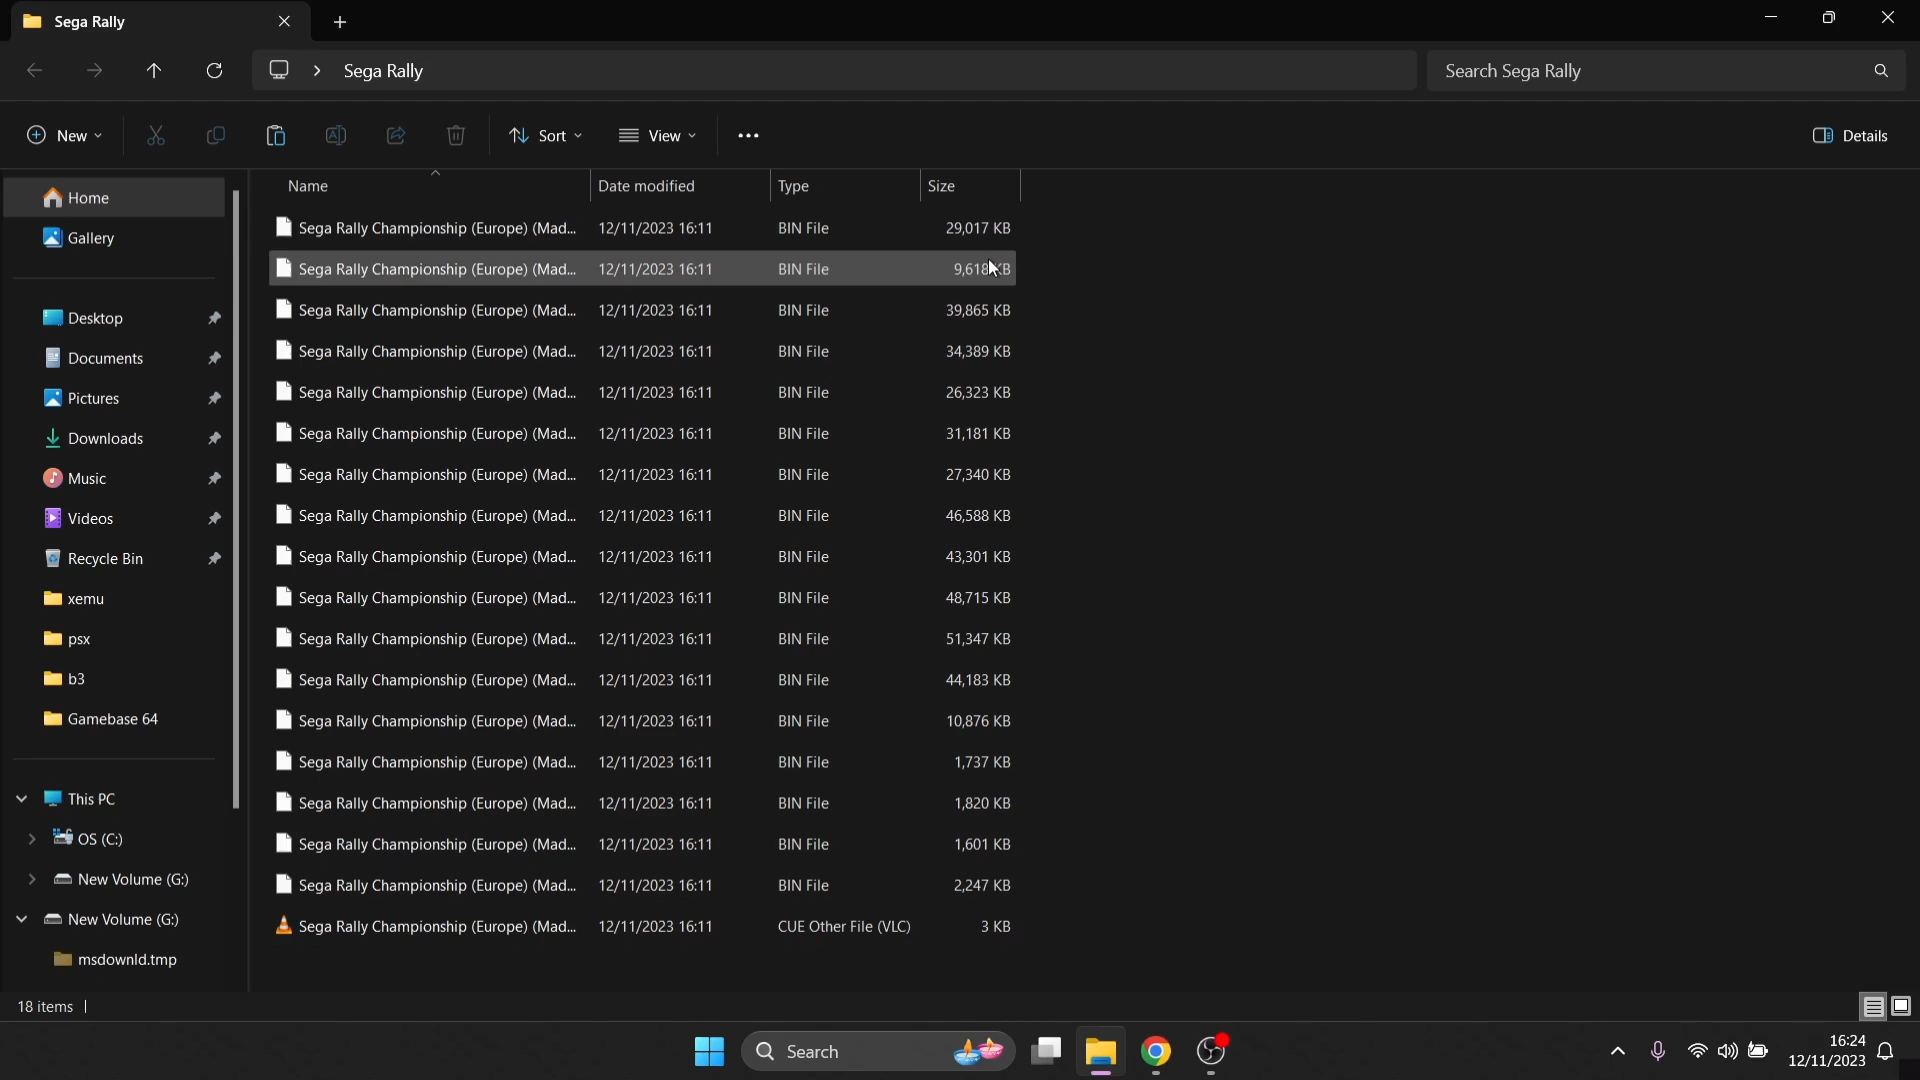 Sega Rally
Sega Rally
Search Sega Rally
New
Sort
View
Details
Home
Gallery
Desktop
Documents
Pictures
Downloads
Music
Videos
Recycle Bin
xemu
psx
b3
Gamebase 64
This PC
OS (C:)
New Volume (G:)
New Volume (G:)
msdownld.tmp
Name Date modified Type Size
Sega Rally Championship (Europe) (Mad... 12/11/2023 16:11 BIN File 29,017 KB
Sega Rally Championship (Europe) (Mad... 12/11/2023 16:11 BIN File 9,618 KB
Sega Rally Championship (Europe) (Mad... 12/11/2023 16:11 BIN File 39,865 KB
Sega Rally Championship (Europe) (Mad... 12/11/2023 16:11 BIN File 34,389 KB
Sega Rally Championship (Europe) (Mad... 12/11/2023 16:11 BIN File 26,323 KB
Sega Rally Championship (Europe) (Mad... 12/11/2023 16:11 BIN File 31,181 KB
Sega Rally Championship (Europe) (Mad... 12/11/2023 16:11 BIN File 27,340 KB
Sega Rally Championship (Europe) (Mad... 12/11/2023 16:11 BIN File 46,588 KB
Sega Rally Championship (Europe) (Mad... 12/11/2023 16:11 BIN File 43,301 KB
Sega Rally Championship (Europe) (Mad... 12/11/2023 16:11 BIN File 48,715 KB
Sega Rally Championship (Europe) (Mad... 12/11/2023 16:11 BIN File 51,347 KB
Sega Rally Championship (Europe) (Mad... 12/11/2023 16:11 BIN File 44,183 KB
Sega Rally Championship (Europe) (Mad... 12/11/2023 16:11 BIN File 10,876 KB
Sega Rally Championship (Europe) (Mad... 12/11/2023 16:11 BIN File 1,737 KB
Sega Rally Championship (Europe) (Mad... 12/11/2023 16:11 BIN File 1,820 KB
Sega Rally Championship (Europe) (Mad... 12/11/2023 16:11 BIN File 1,601 KB
Sega Rally Championship (Europe) (Mad... 12/11/2023 16:11 BIN File 2,247 KB
Sega Rally Championship (Europe) (Mad... 12/11/2023 16:11 CUE Other File (VLC) 3 KB
18 items
Search
16:24
12/11/2023